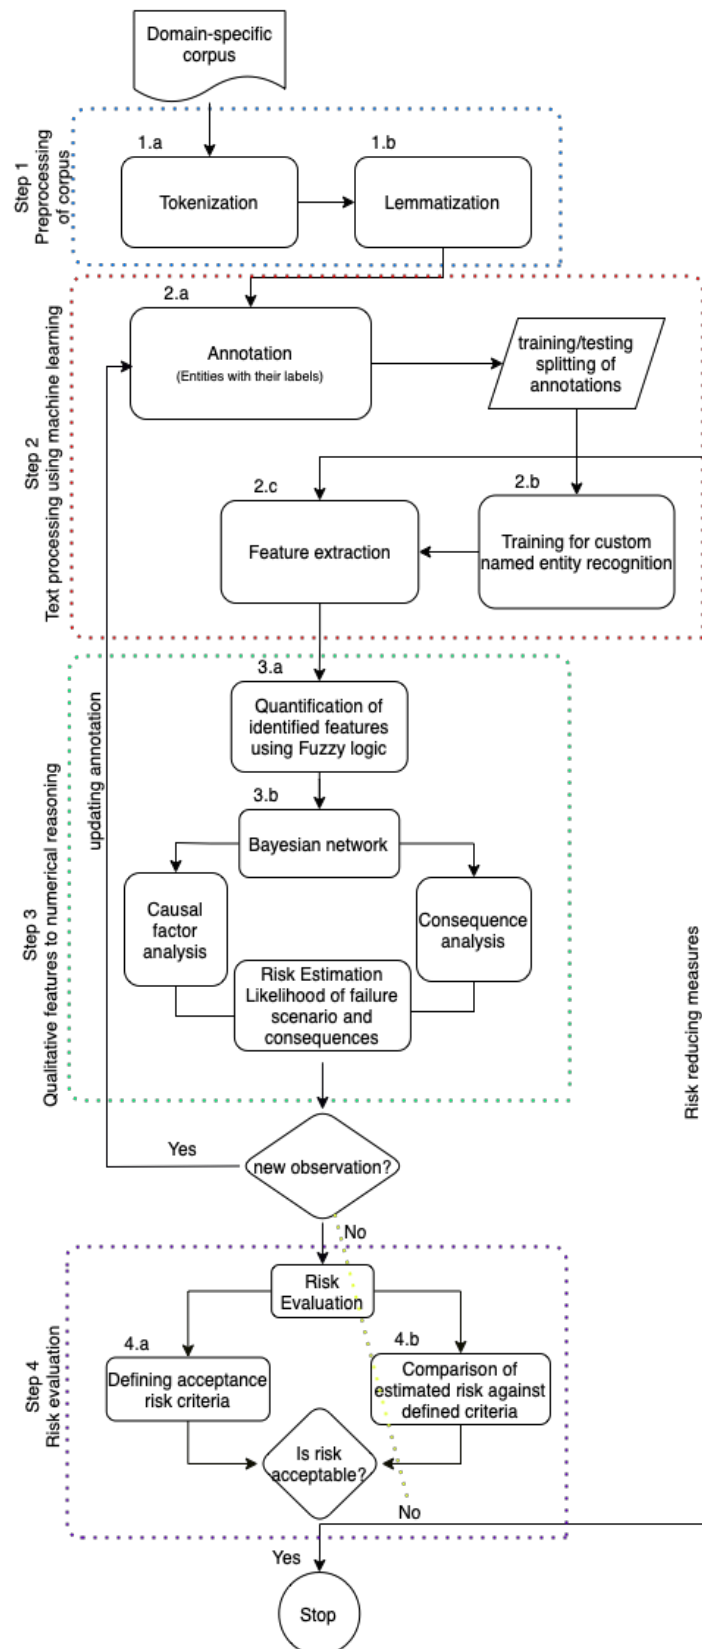 Domain-specific
corpus
Step 1
Preprocessing
of corpus
1.a
1.b
Tokenization
Lemmatization
Step 2
Text processing using machine learning
2.a
Annotation
(Entities with their labels)
training/testing
splitting of
annotations
2.c
2.b
Feature extraction
Training for custom
named entity recognition
updating annotation
Step 3
Qualitative features to numerical reasoning
3.a
Quantification of
identified features
using Fuzzy logic
3.b
Bayesian network
Causal
factor
analysis
Consequence
analysis
Risk Estimation
Likelihood of failure
scenario and
consequences
Risk reducing measures
Yes
new observation?
No
Step 4
Risk evaluation
Risk
Evaluation
4.a
4.b
Defining acceptance
risk criteria
Comparison of
estimated risk against
defined criteria
Is risk
acceptable?
No
Yes
Stop